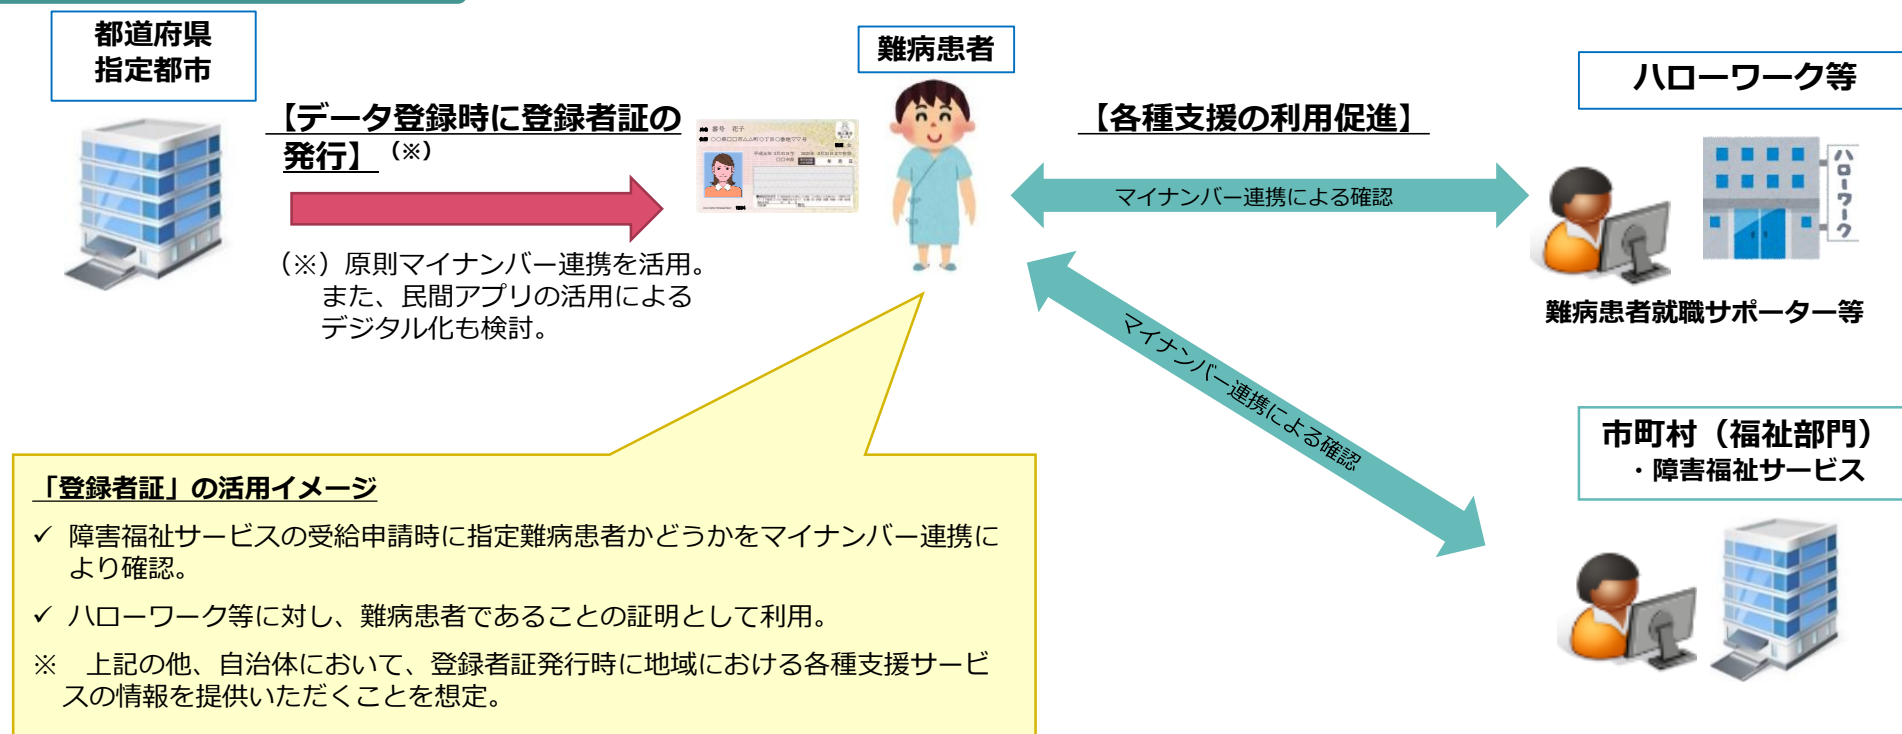 都道府県
指定都市
難病患者
ハローワーク等
【データ登録時に登録者証の
発行】（※）
番号 花子
【各種支援の利用促進】
マイナンバー連携による確認
ハローワーク
（※）原則マイナンバー連携を活用。
また、民間アプリの活用による
デジタル化も検討。
難病患者就職サポーター等
マイナンバー連携による確認
市町村（福祉部門）
・障害福祉サービス
「登録者証」の活用イメージ
✓ 障害福祉サービスの受給申請時に指定難病患者かどうかをマイナンバー連携に
より確認。
✓ ハローワーク等に対し、難病患者であることの証明として利用。
※ 上記の他、自治体において、登録者証発行時に地域における各種支援サービ
スの情報を提供いただくことを想定。